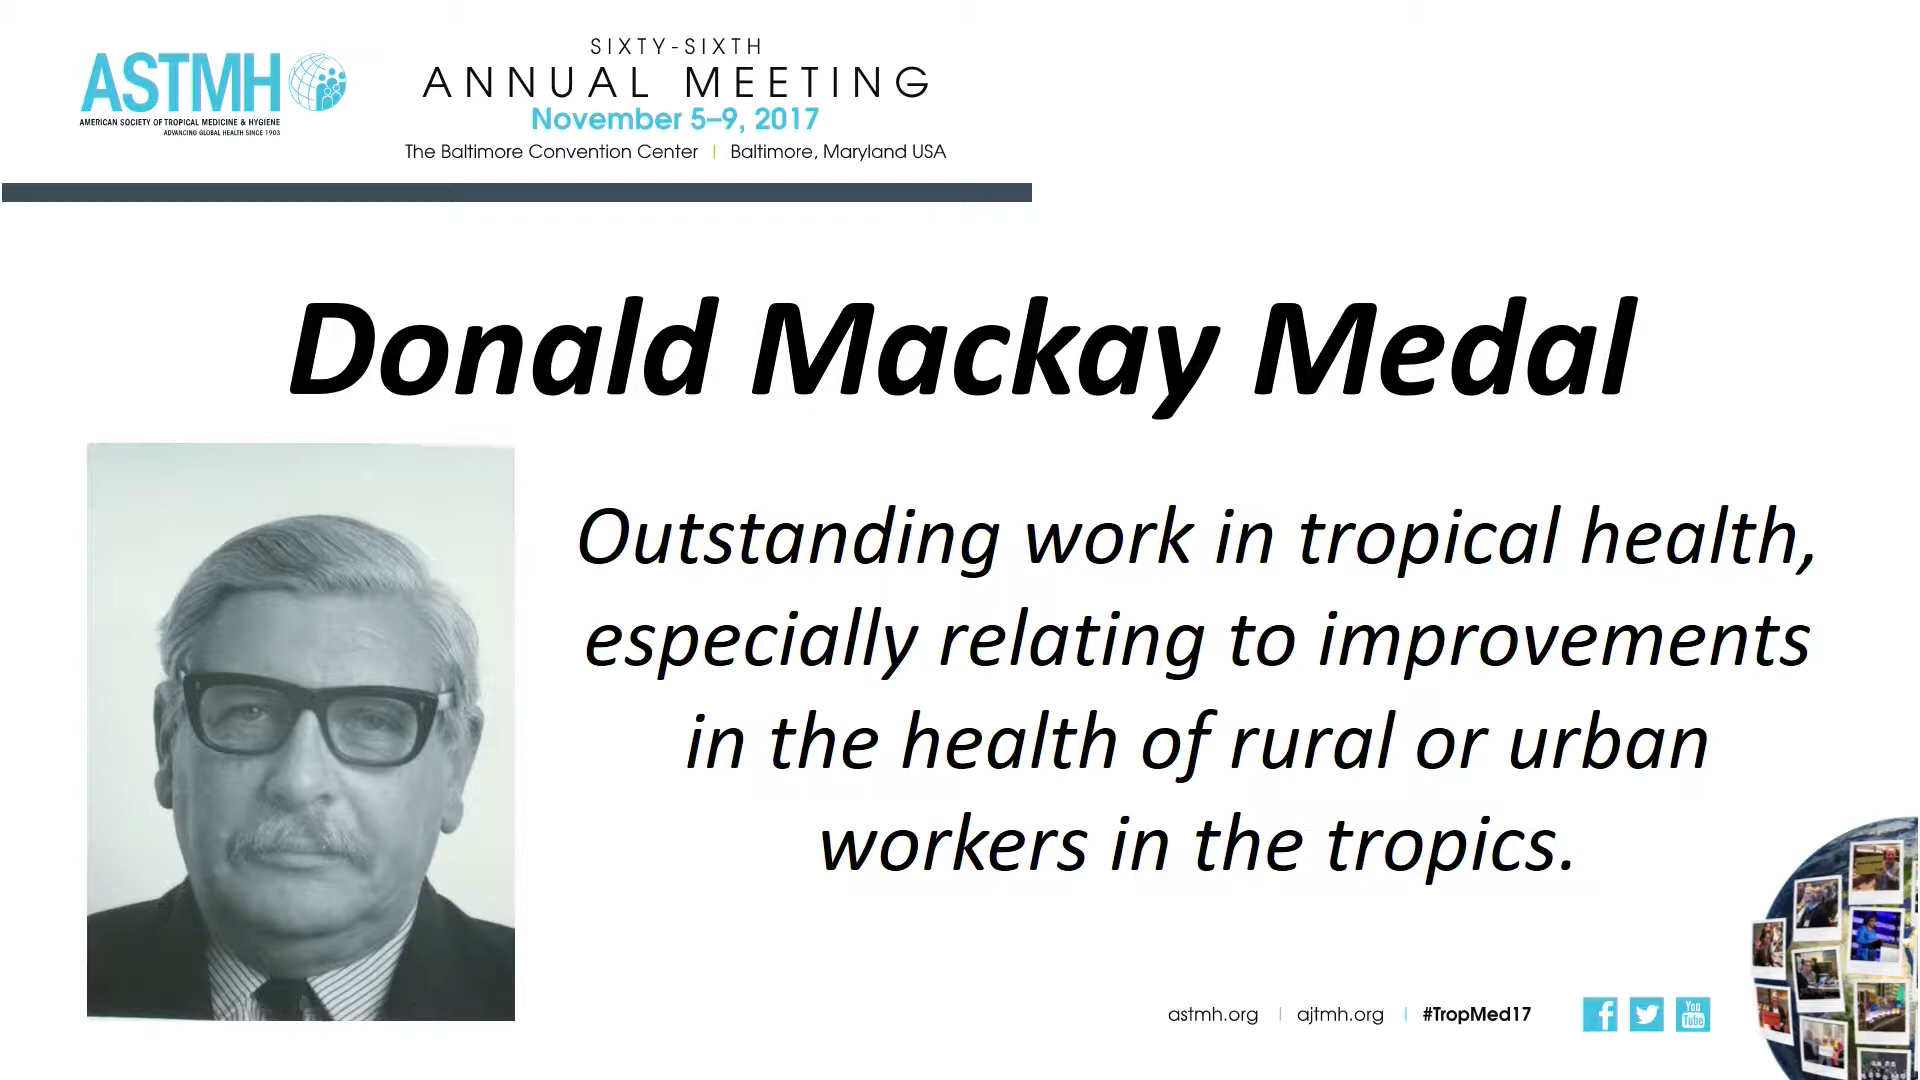 ASTMH
AMERICAN SOCIETY OF TROPICAL MEDICINE & HYGIENE
ADVANCING GLOBAL HEALTH SINCE 1903
SIXTY-SIXTH
ANNUAL MEETING
November 5–9, 2017
The Baltimore Convention Center | Baltimore, Maryland USA
Donald Mackay Medal
Outstanding work in tropical health,
especially relating to improvements
in the health of rural or urban
workers in the tropics.
astmh.org | ajtmh.org | #TropMed17
You
Tube